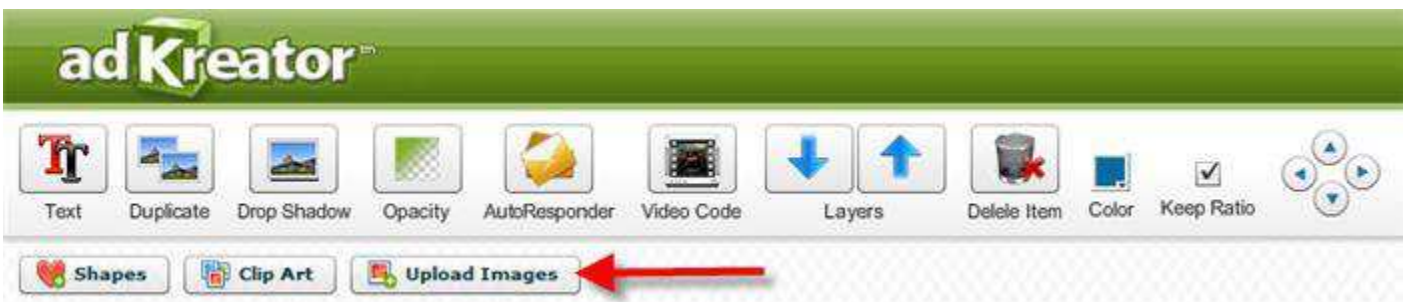 adKreator™
Text Duplicate Drop Shadow Opacity AutoResponder Video Code Layers Delele Item Color Keep Ratio
Shapes Clip Art Upload Images